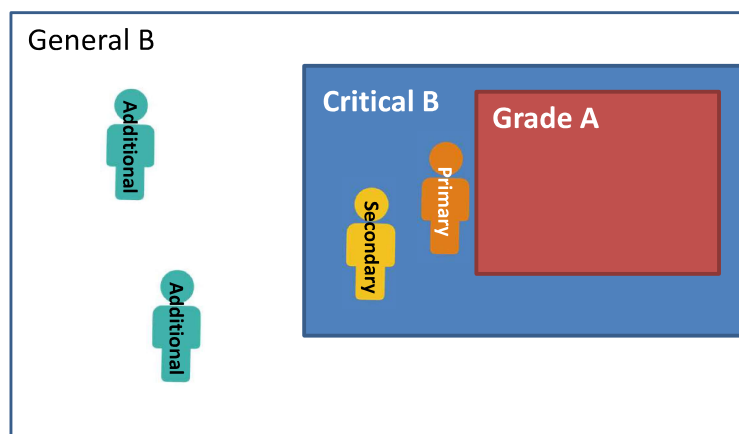 General B
Critical B
Grade A
Additional
Primary
Secondary
Additional